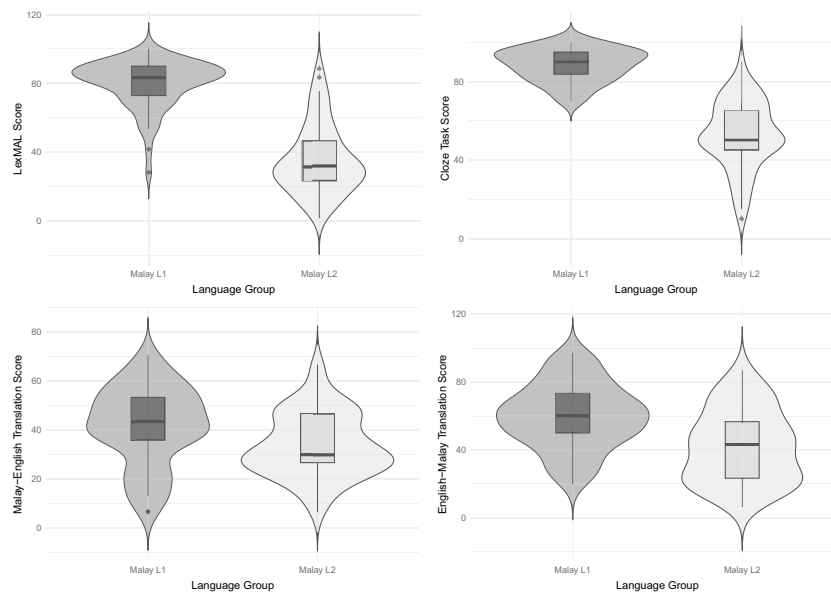 120
80
40
0
LexMAL Score
Malay L1
Malay L2
Language Group
80
40
0
Cloze Task Score
Malay L1
Malay L2
Language Group
80
60
40
20
0
Malay−English Translation Score
Malay L1
Malay L2
Language Group
120
80
40
0
English−Malay Translation Score
Malay L1
Malay L2
Language Group